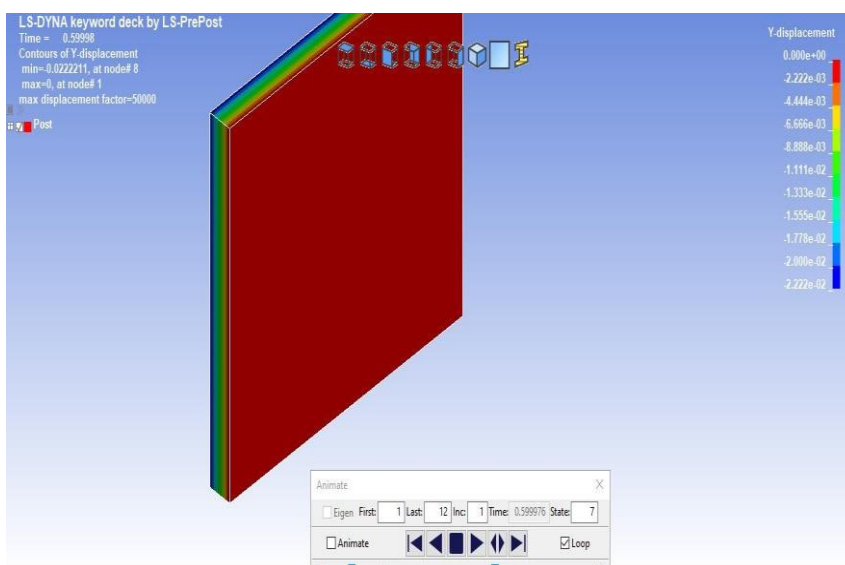 LS-DYNA keyword deck by LS-PrePost
Time = 0.59998
Contours of Y-displacement
min=-0.0222211, at node# 8
max=0, at node# 1
max displacement factor=50000
Post
Y-displacement
0.000e+00
-2.222e-03
-4.444e-03
-6.666e-03
-8.888e-03
-1.111e-02
-1.333e-02
-1.555e-02
-1.778e-02
-2.000e-02
-2.222e-02
Animate X
Eigen First: 1 Last: 12 Inc: 1 Time: 0.599976 State: 7
Animate Loop